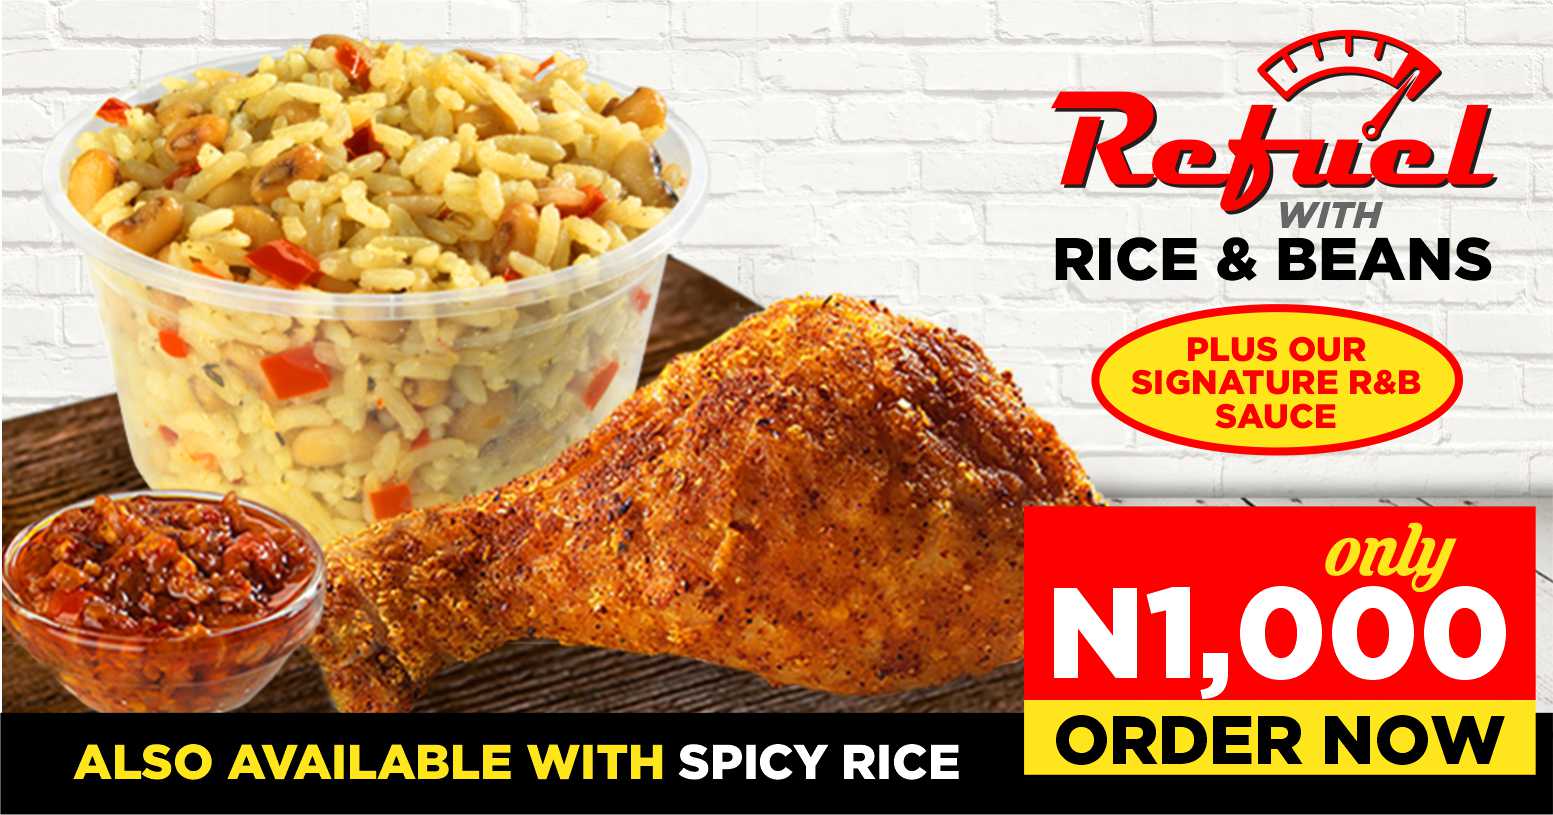 Refuel
WITH
RICE & BEANS
PLUS OUR
SIGNATURE R&B
SAUCE
only
N1,000
ORDER NOW
ALSO AVAILABLE WITH SPICY RICE